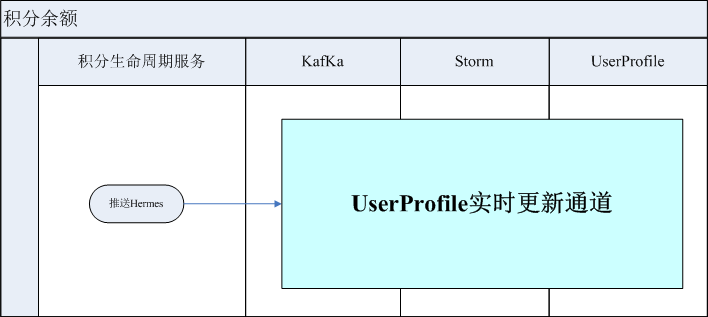 积分余额
积分生命周期服务
KafKa
Storm
UserProfile
推送Hermes
UserProfile实时更新通道